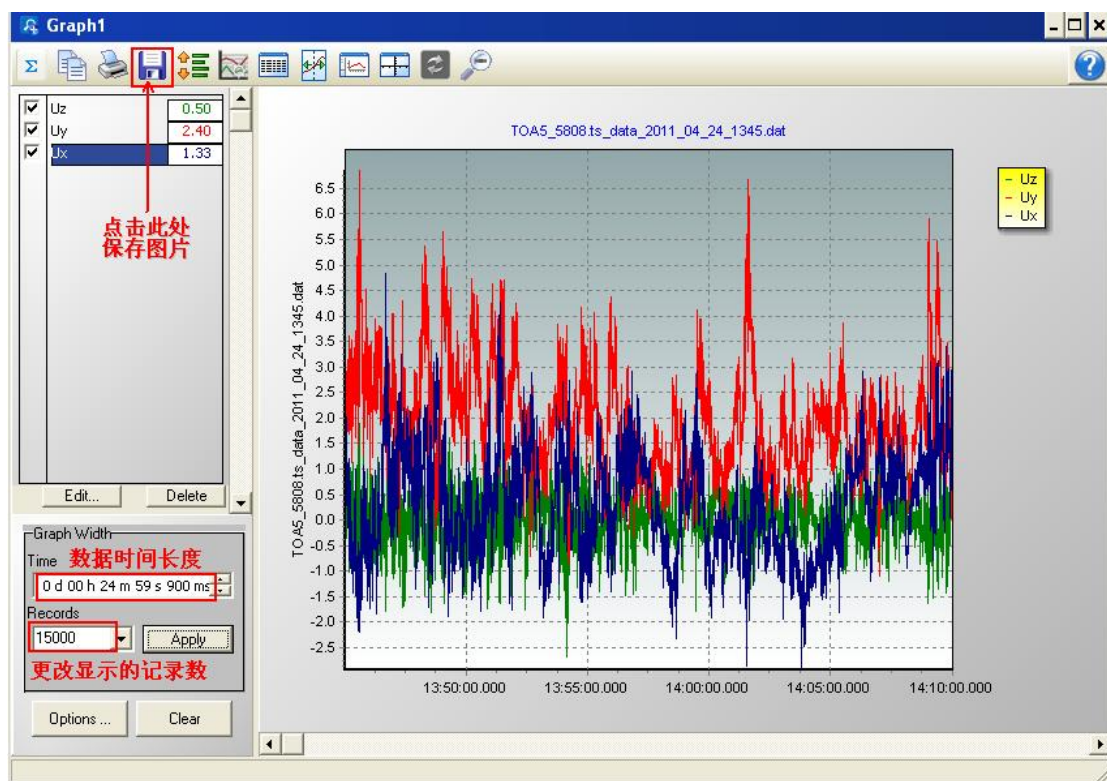 Graph1
Uz 0.50
Uy 2.40
Ux 1.33
点击此处
保存图片
Edit... Delete
Graph Width
Time 数据时间长度
0 d 00 h 24 m 59 s 900 ms
Records
15000 Apply
更改显示的记录数
Options ... Clear
TOA5_5808.ts_data_2011_04_24_1345.dat
Uz
Uy
Ux
TOA5_5808.ts_data_2011_04_24_1345.dat
6.5
6.0
5.5
5.0
4.5
4.0
3.5
3.0
2.5
2.0
1.5
1.0
0.5
0.0
-0.5
-1.0
-1.5
-2.0
-2.5
13:50:00.000 13:55:00.000 14:00:00.000 14:05:00.000 14:10:00.000